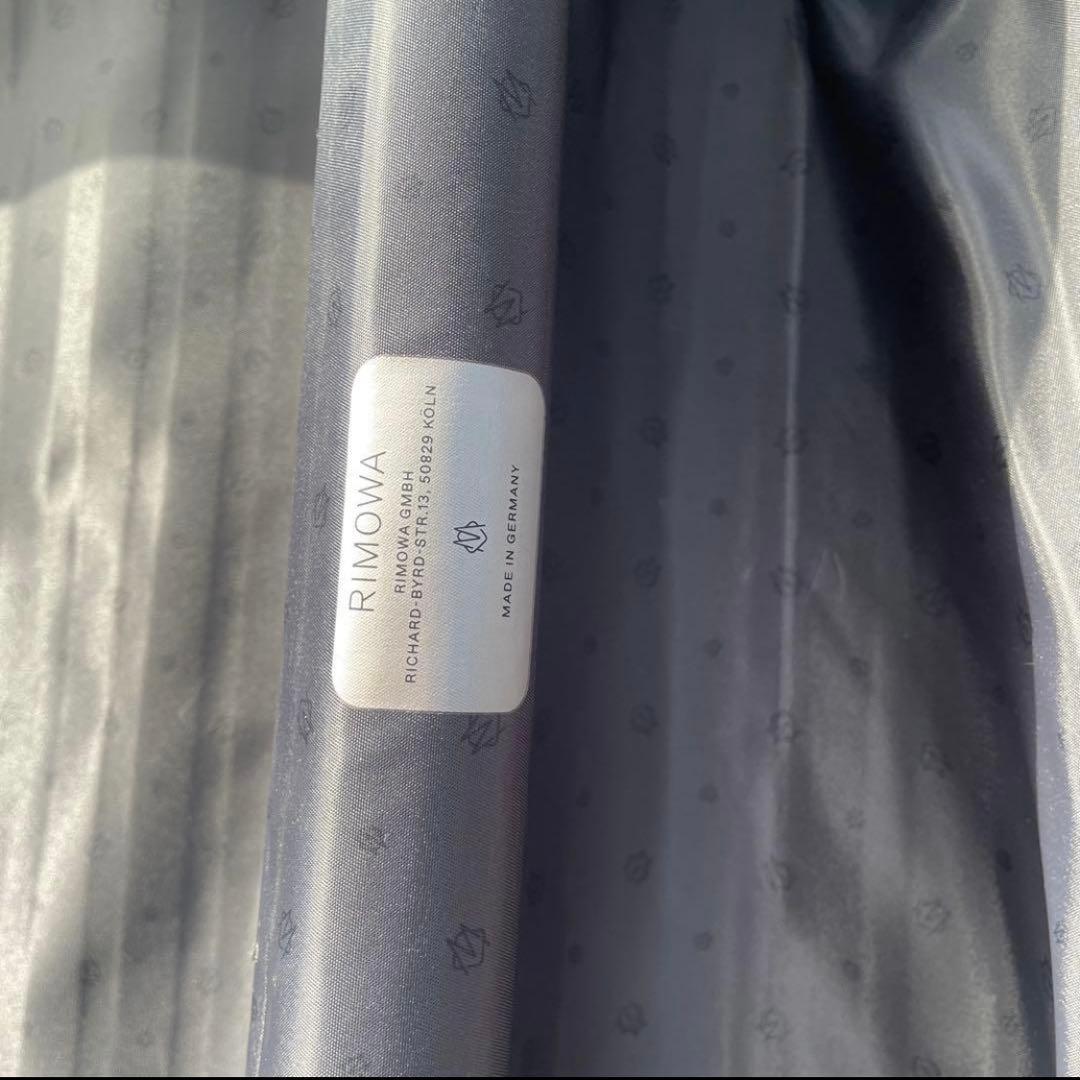 RIMOWA
RIMOWA GMBH
RICHARD-BYRD-STR.13, 50829 KÖLN
MADE IN GERMANY